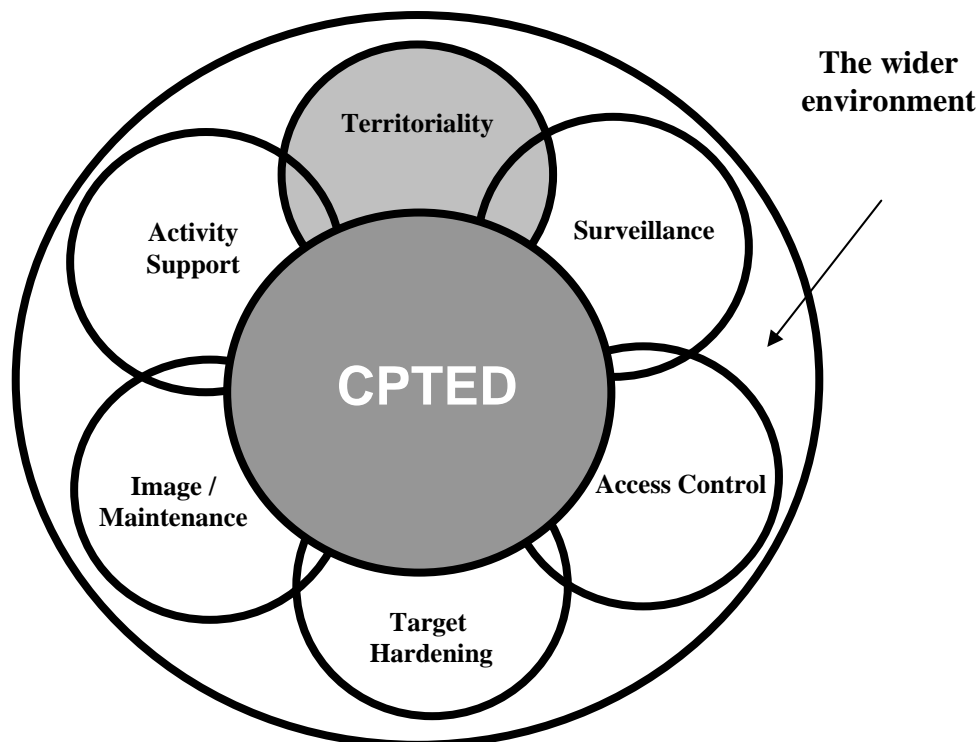 The wider
environment
Territoriality
Activity
Support
Surveillance
CPTED
Image /
Maintenance
Access Control
Target
Hardening